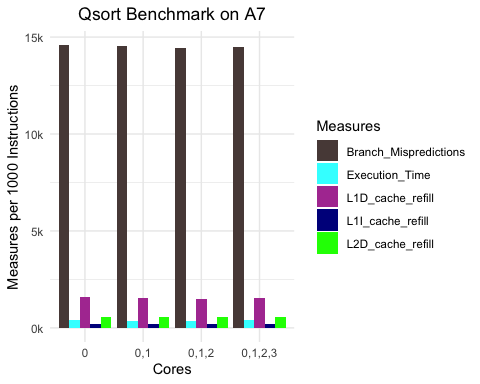 Qsort Benchmark on A7
15k
10k
5k
0k
Measures per 1000 Instructions
0
0,1
0,1,2
0,1,2,3
Cores
Measures
Branch_Mispredictions
Execution_Time
L1D_cache_refill
L1I_cache_refill
L2D_cache_refill